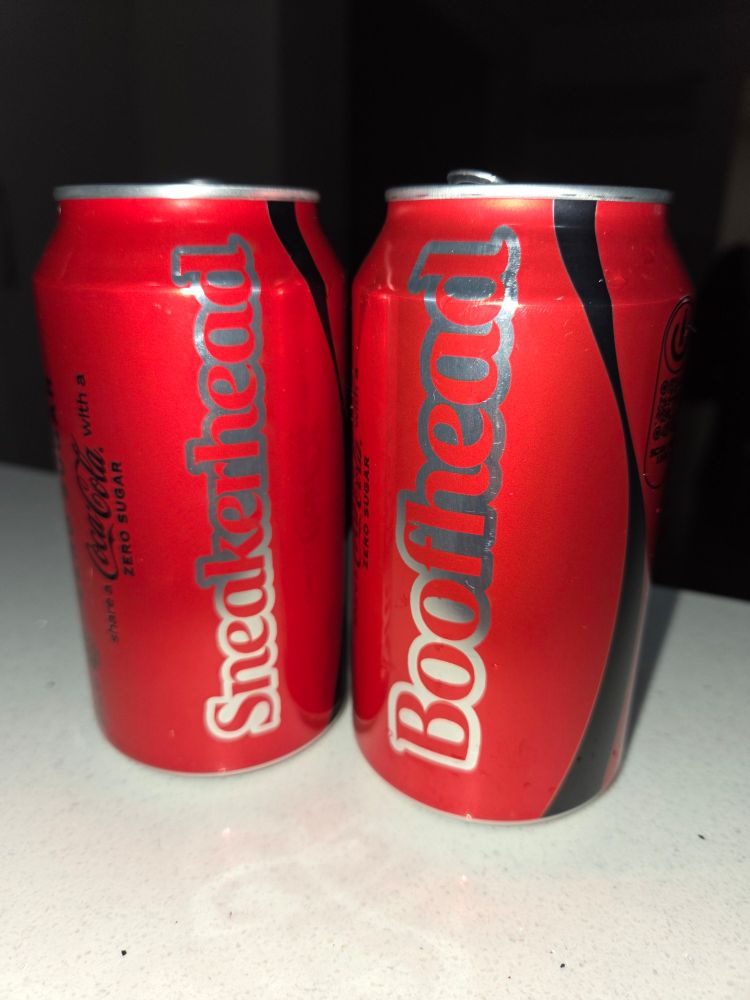 share a Coca-Cola with a
ZERO SUGAR
Sneakerhead
ZERO SUGAR
Boofhead